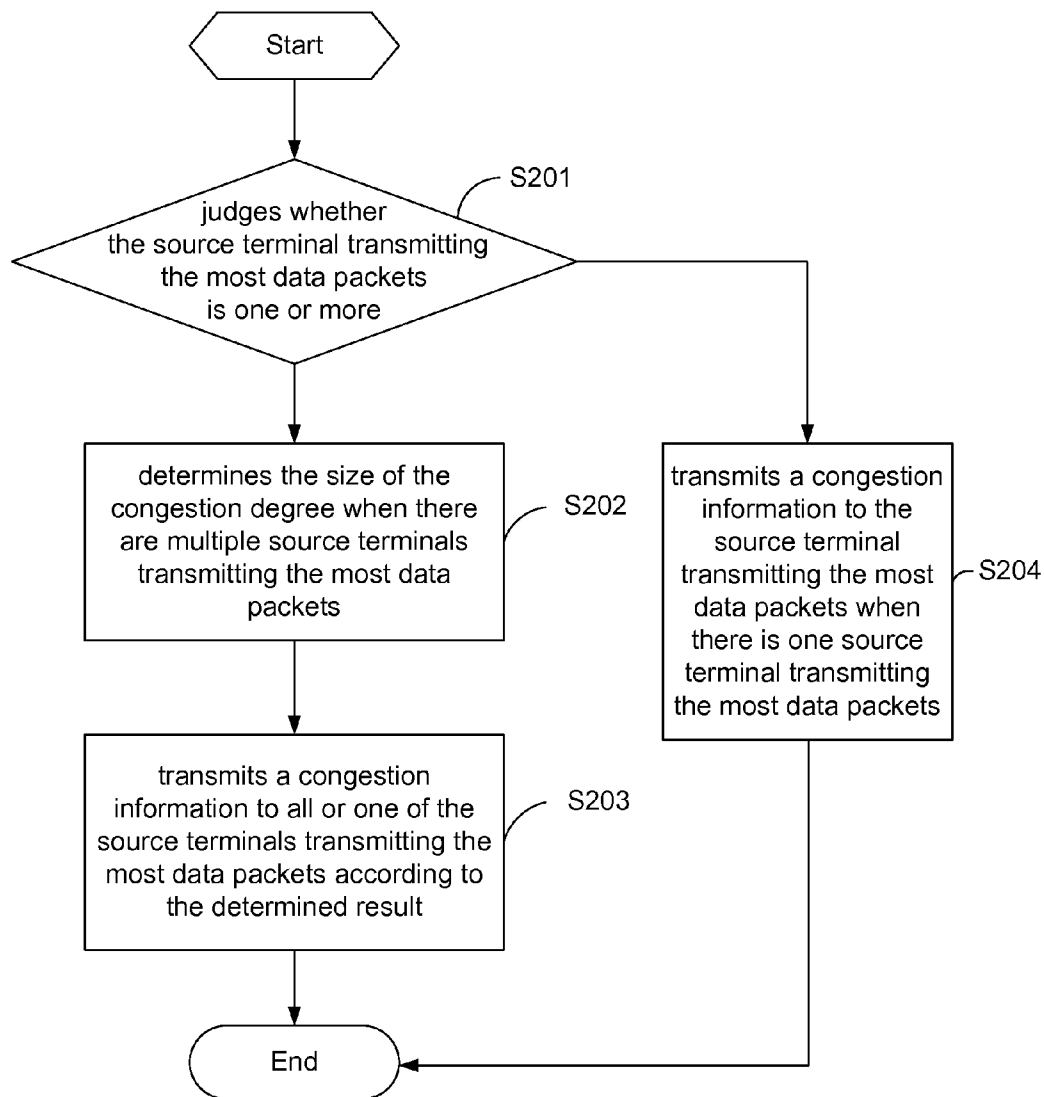 Start
S201
judges whether
the source terminal transmitting
the most data packets
is one or more
determines the size of the
congestion degree when there
are multiple source terminals
transmitting the most data
packets
S202
transmits a congestion
information to the
source terminal
transmitting the most
data packets when
there is one source
terminal transmitting
the most data packets
S204
transmits a congestion
information to all or one of the
source terminals transmitting the
most data packets according to
the determined result
S203
End